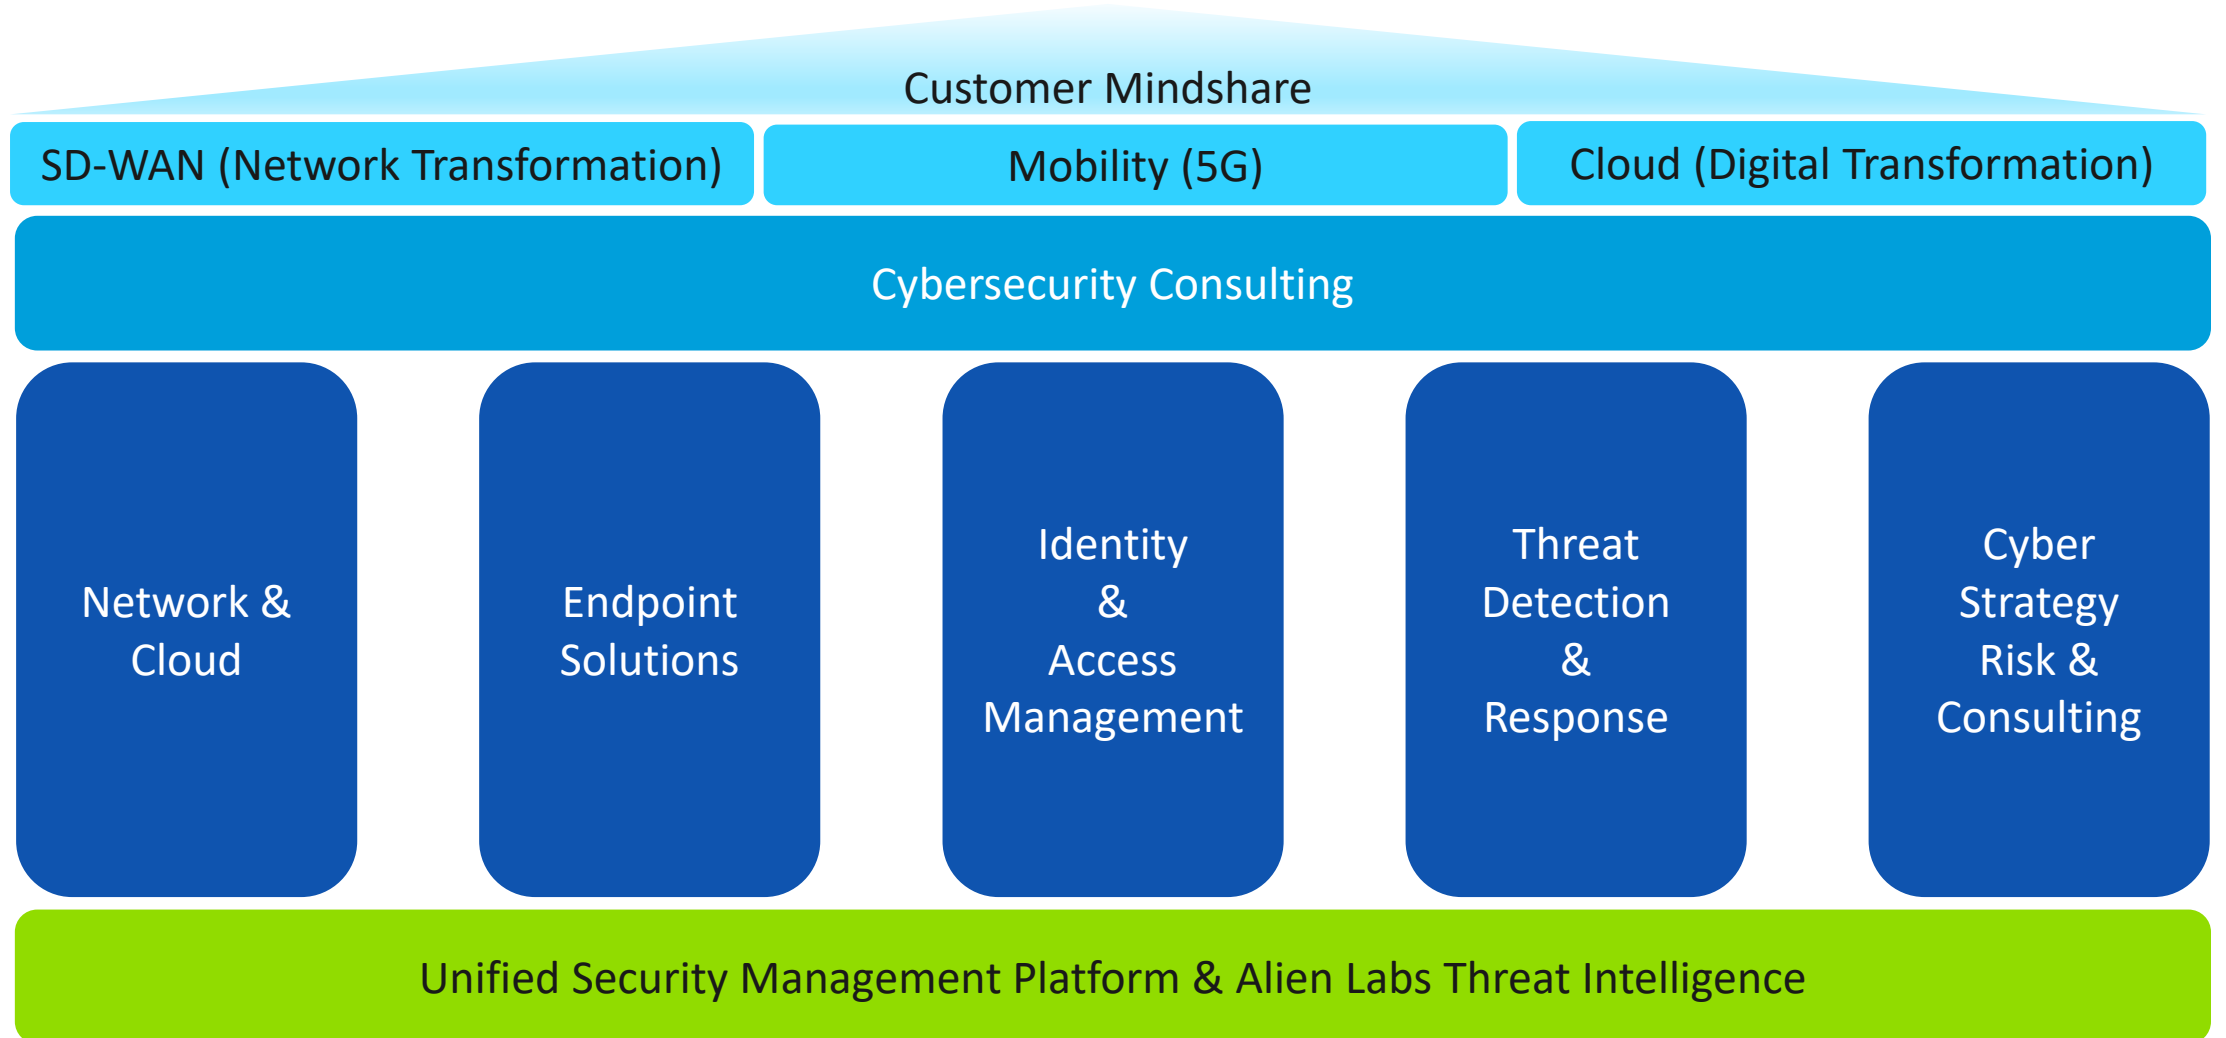 Customer Mindshare
SD-WAN (Network Transformation)
Mobility (5G)
Cloud (Digital Transformation)
Cybersecurity Consulting
Network &
Cloud
Endpoint
Solutions
Identity
&
Access
Management
Threat
Detection
&
Response
Cyber
Strategy
Risk &
Consulting
Unified Security Management Platform & Alien Labs Threat Intelligence